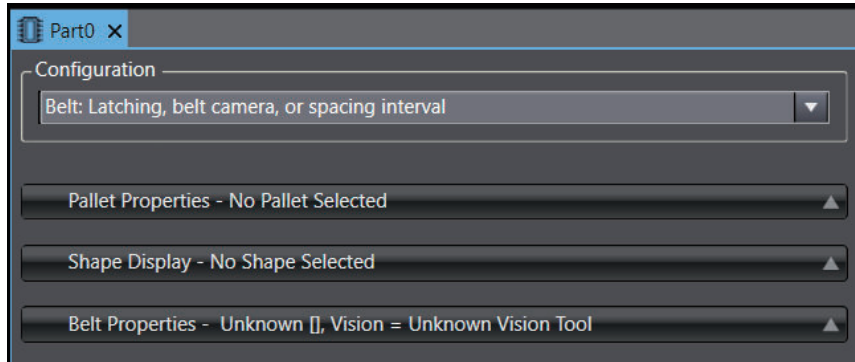 Part0
Configuration
Belt: Latching, belt camera, or spacing interval
Pallet Properties - No Pallet Selected
Shape Display - No Shape Selected
Belt Properties - Unknown [], Vision = Unknown Vision Tool